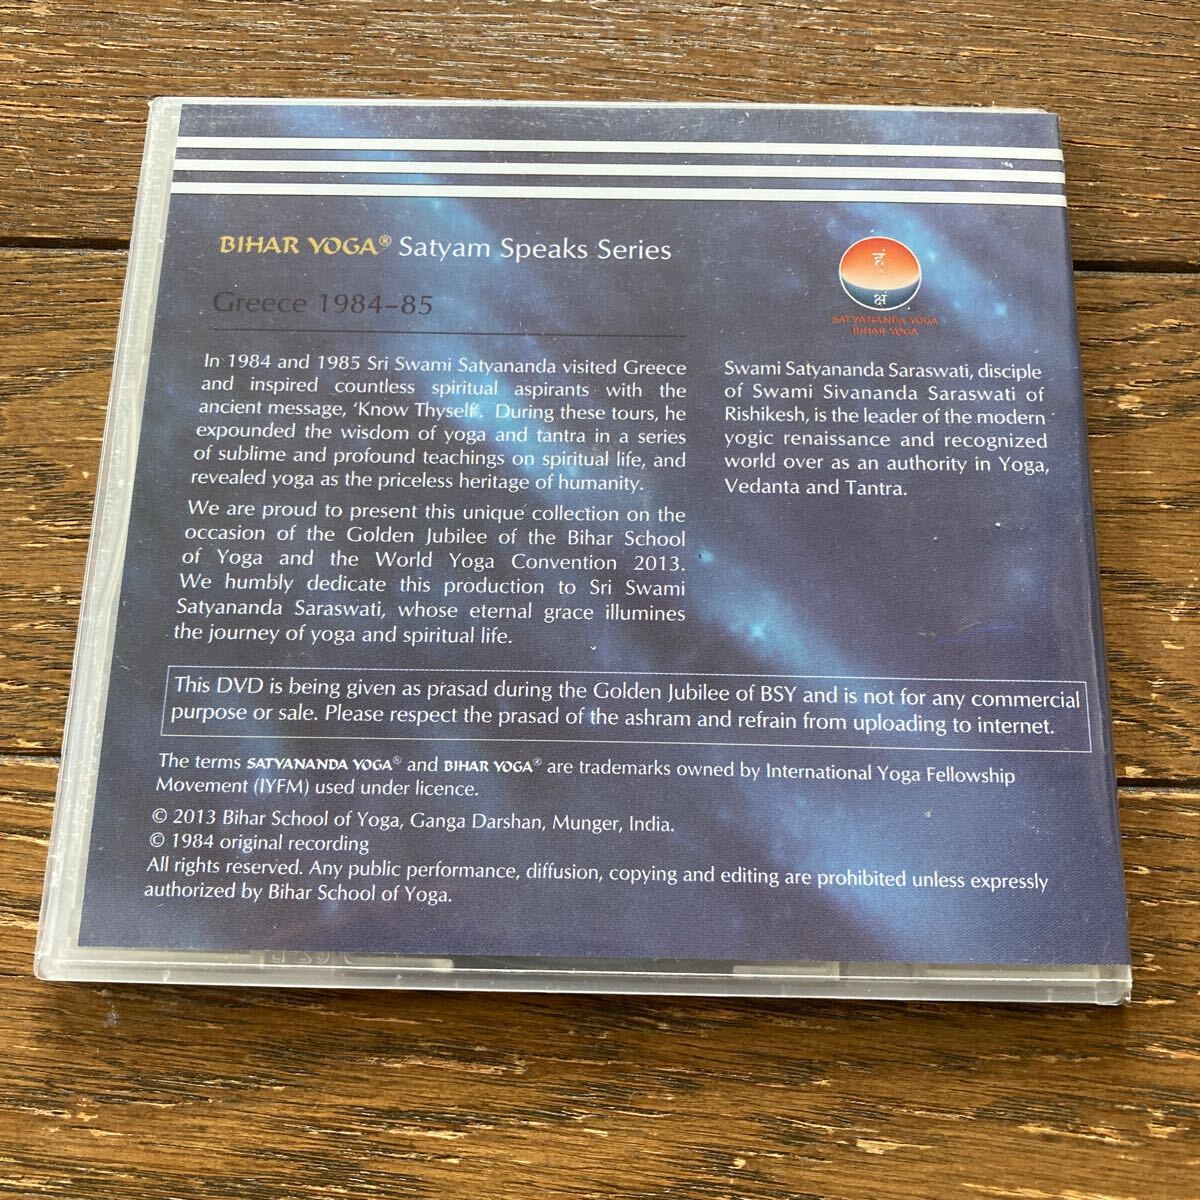 BIHAR YOGA® Satyam Speaks Series
Greece 1984–85
In 1984 and 1985 Sri Swami Satyananda visited Greece
and inspired countless spiritual aspirants with the
ancient message, 'Know Thyself'. During these tours, he
expounded the wisdom of yoga and tantra in a series
of sublime and profound teachings on spiritual life, and
revealed yoga as the priceless heritage of humanity.
We are proud to present this unique collection on the
occasion of the Golden Jubilee of the Bihar School
of Yoga and the World Yoga Convention 2013.
We humbly dedicate this production to Sri Swami
Satyananda Saraswati, whose eternal grace illumines
the journey of yoga and spiritual life.
हं
क्षं
SATYANANDA YOGA
BIHAR YOGA
Swami Satyananda Saraswati, disciple
of Swami Sivananda Saraswati of
Rishikesh, is the leader of the modern
yogic renaissance and recognized
world over as an authority in Yoga,
Vedanta and Tantra.
This DVD is being given as prasad during the Golden Jubilee of BSY and is not for any commercial
purpose or sale. Please respect the prasad of the ashram and refrain from uploading to internet.
The terms SATYANANDA YOGA® and BIHAR YOGA® are trademarks owned by International Yoga Fellowship
Movement (IYFM) used under licence.
© 2013 Bihar School of Yoga, Ganga Darshan, Munger, India.
© 1984 original recording
All rights reserved. Any public performance, diffusion, copying and editing are prohibited unless expressly
authorized by Bihar School of Yoga.